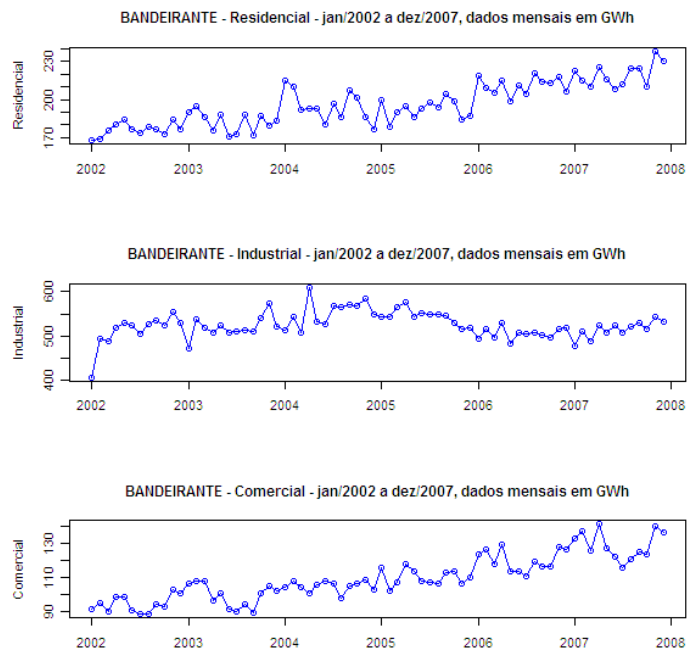 BANDEIRANTE - Residencial - jan/2002 a dez/2007, dados mensais em GWh
Residencial
230
200
170
2002 2003 2004 2005 2006 2007 2008
BANDEIRANTE - Industrial - jan/2002 a dez/2007, dados mensais em GWh
Industrial
600
500
400
2002 2003 2004 2005 2006 2007 2008
BANDEIRANTE - Comercial - jan/2002 a dez/2007, dados mensais em GWh
Comercial
130
110
90
2002 2003 2004 2005 2006 2007 2008